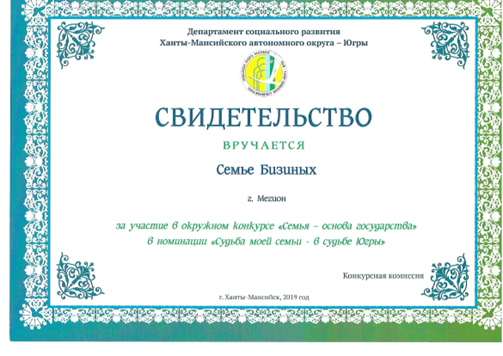 Департамент социального развития
Ханты-Мансийского автономного округа – Югры
СВИДЕТЕЛЬСТВО
ВРУЧАЕТСЯ
Семье Бизиных
г. Мегион
за участие в окружном конкурсе «Семья – основа государства»
в номинации «Судьба моей семьи - в судьбе Югры»
Конкурсная комиссия
г. Ханты-Мансийск, 2019 год